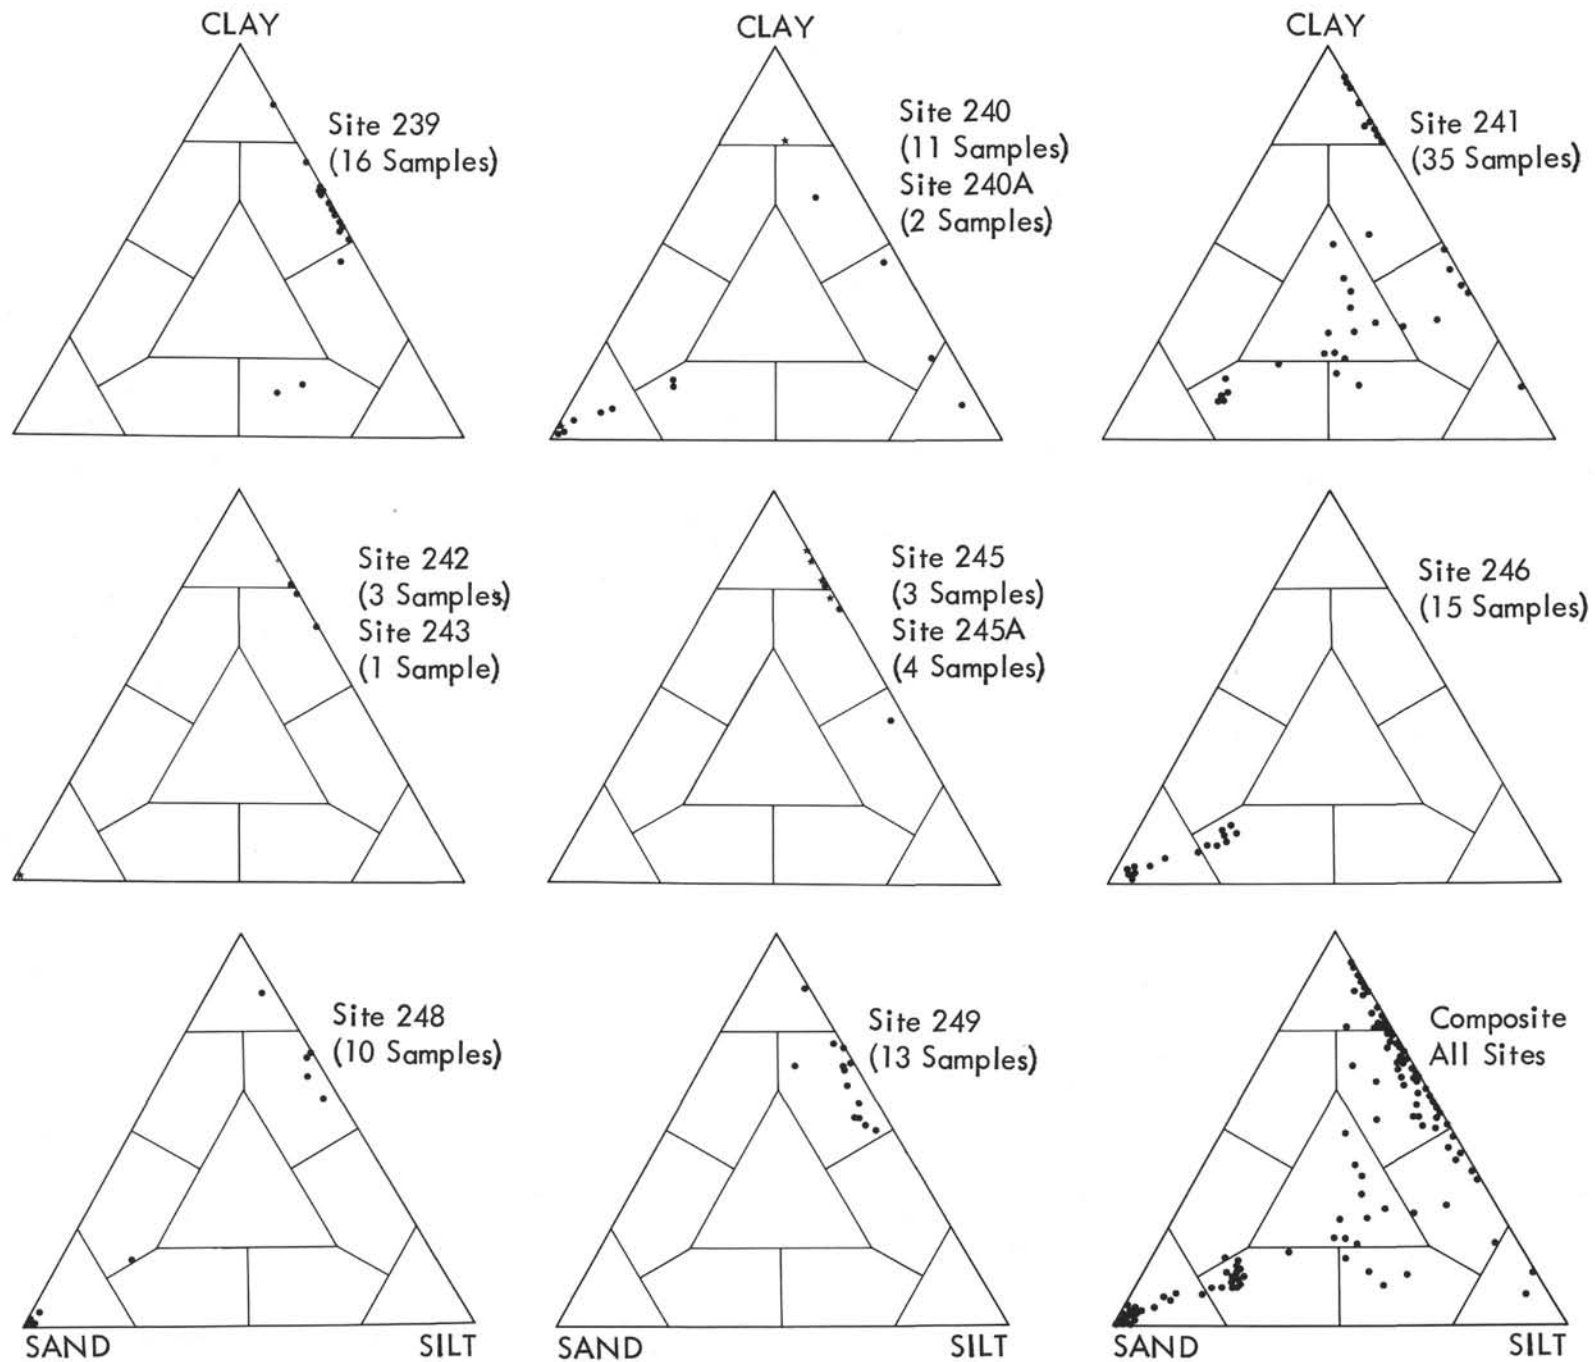 CLAY
Site 239
(16 Samples)
CLAY
Site 240
(11 Samples)
Site 240A
(2 Samples)
CLAY
Site 241
(35 Samples)
Site 242
(3 Samples)
Site 243
(1 Sample)
Site 245
(3 Samples)
Site 245A
(4 Samples)
Site 246
(15 Samples)
Site 248
(10 Samples)
SAND
SILT
Site 249
(13 Samples)
SAND
SILT
Composite
All Sites
SAND
SILT